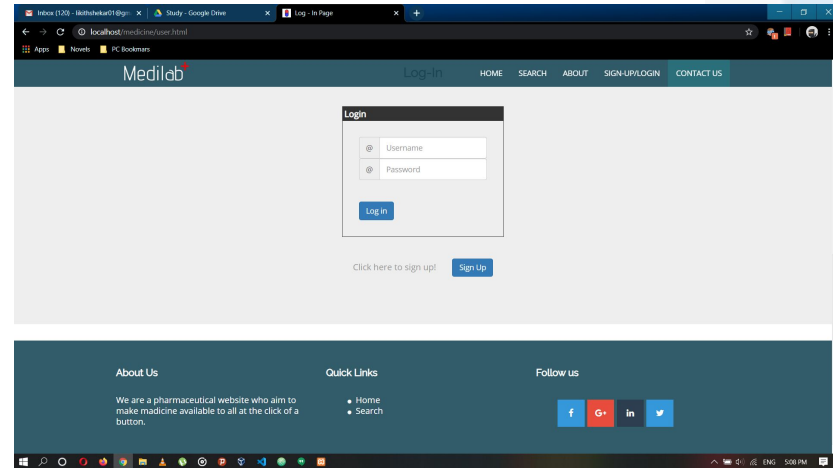 Inbox (120) - likithshekar01@gm
Study - Google Drive
Log - In Page
localhost/medicine/user.html
Apps
Novels
PC Bookmars
Medilab
Log-In
HOME
SEARCH
ABOUT
SIGN-UP/LOGIN
CONTACT US
Login
@ Username
@ Password
Log in
Click here to sign up!
Sign Up
About Us
We are a pharmaceutical website who aim to
make madicine available to all at the click of a
button.
Quick Links
Home
Search
Follow us
f
G+
in
ENG
5:08 PM